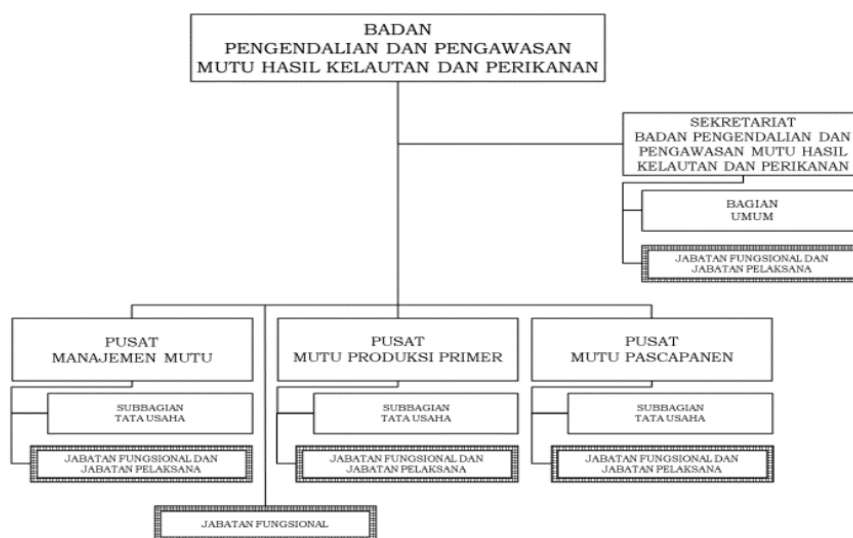 BADAN
PENGENDALIAN DAN PENGAWASAN
MUTU HASIL KELAUTAN DAN PERIKANAN
SEKRETARIAT
BADAN PENGENDALIAN DAN
PENGAWASAN MUTU HASIL
KELAUTAN DAN PERIKANAN
BAGIAN
UMUM
JABATAN FUNGSIONAL DAN
JABATAN PELAKSANA
PUSAT
MANAJEMEN MUTU
SUBBAGIAN
TATA USAHA
JABATAN FUNGSIONAL DAN
JABATAN PELAKSANA
PUSAT
MUTU PRODUKSI PRIMER
SUBBAGIAN
TATA USAHA
JABATAN FUNGSIONAL DAN
JABATAN PELAKSANA
PUSAT
MUTU PASCAPANEN
SUBBAGIAN
TATA USAHA
JABATAN FUNGSIONAL DAN
JABATAN PELAKSANA
JABATAN FUNGSIONAL